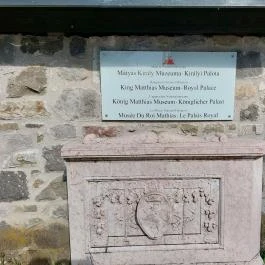 Mátyás Király Múzeuma - Királyi Palota
King Matthias Museum - Royal Palace
König Matthias Museum - Königlicher Palast
Musée Du Roi Mathias - Le Palais Royal